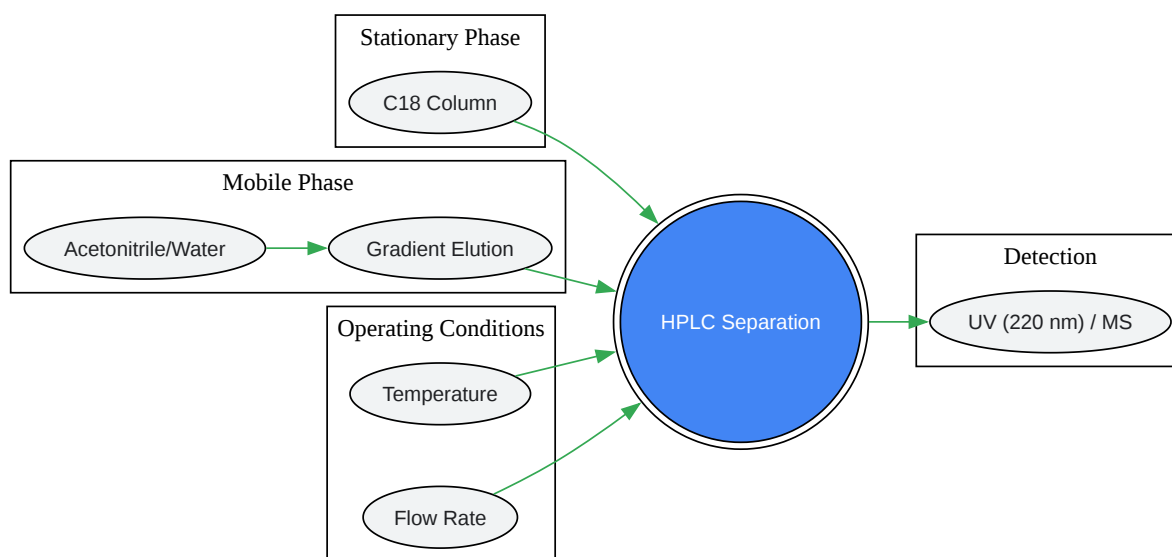 Stationary Phase
C18 Column
Mobile Phase
Acetonitrile/Water
Gradient Elution
Operating Conditions
Temperature
Flow Rate
HPLC Separation
Detection
UV (220 nm) / MS